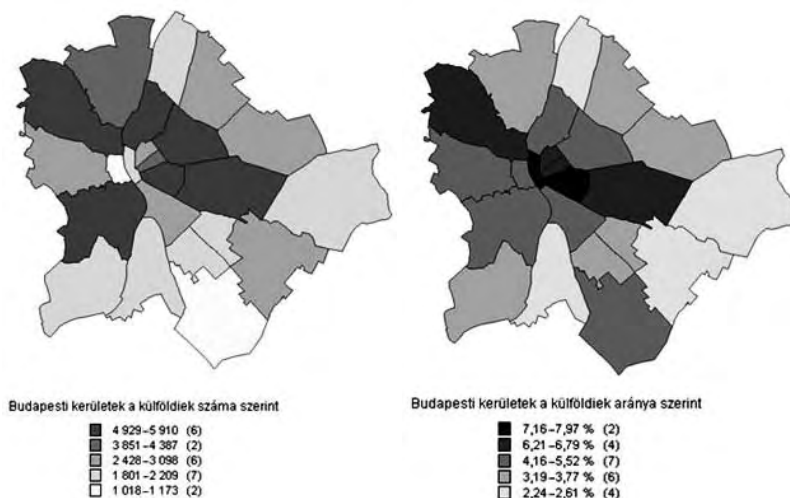 Budapesti kerületek a külföldiek száma szerint
4 929–5 910 (6)
3 851–4 387 (2)
2 428–3 098 (6)
1 801–2 209 (7)
1 018–1 173 (2)
Budapesti kerületek a külföldiek aránya szerint
7,16–7,97 % (2)
6,21–6,79 % (4)
4,16–5,52 % (7)
3,19–3,77 % (6)
2,24–2,61 % (4)